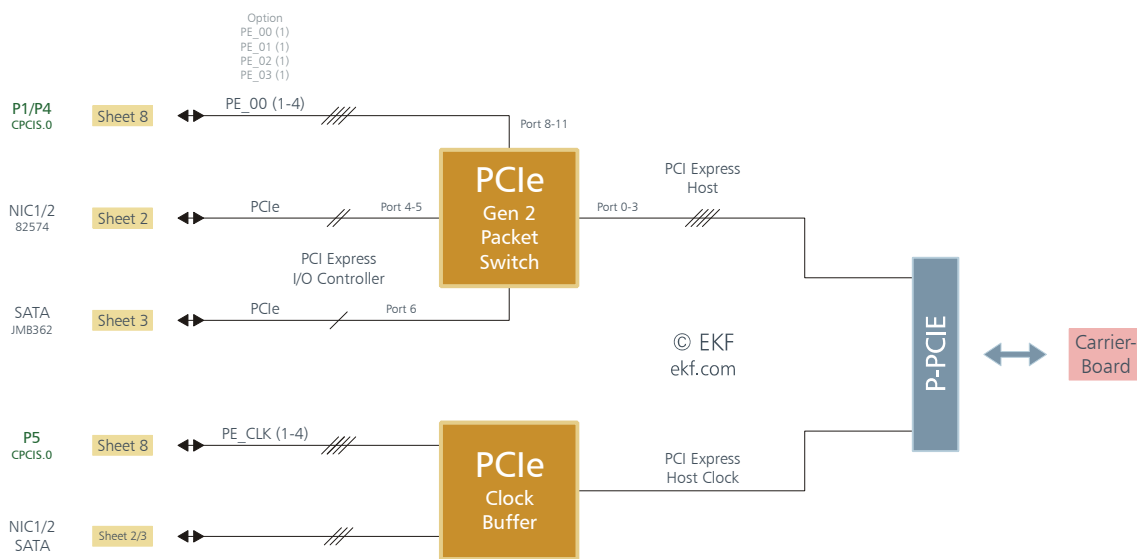 Option
PE_00 (1)
PE_01 (1)
PE_02 (1)
PE_03 (1)
P1/P4
CPCIS.0
Sheet 8
PE_00 (1-4)
Port 8-11
PCIe
Gen 2
Packet
Switch
PCI Express
Host
NIC1/2
82574
Sheet 2
PCIe
Port 4-5
Port 0-3
PCI Express
I/O Controller
SATA
JMB362
Sheet 3
PCIe
Port 6
© EKF
ekf.com
P-PCIE
Carrier-
Board
P5
CPCIS.0
Sheet 8
PE_CLK (1-4)
PCIe
Clock
Buffer
PCI Express
Host Clock
NIC1/2
SATA
Sheet 2/3